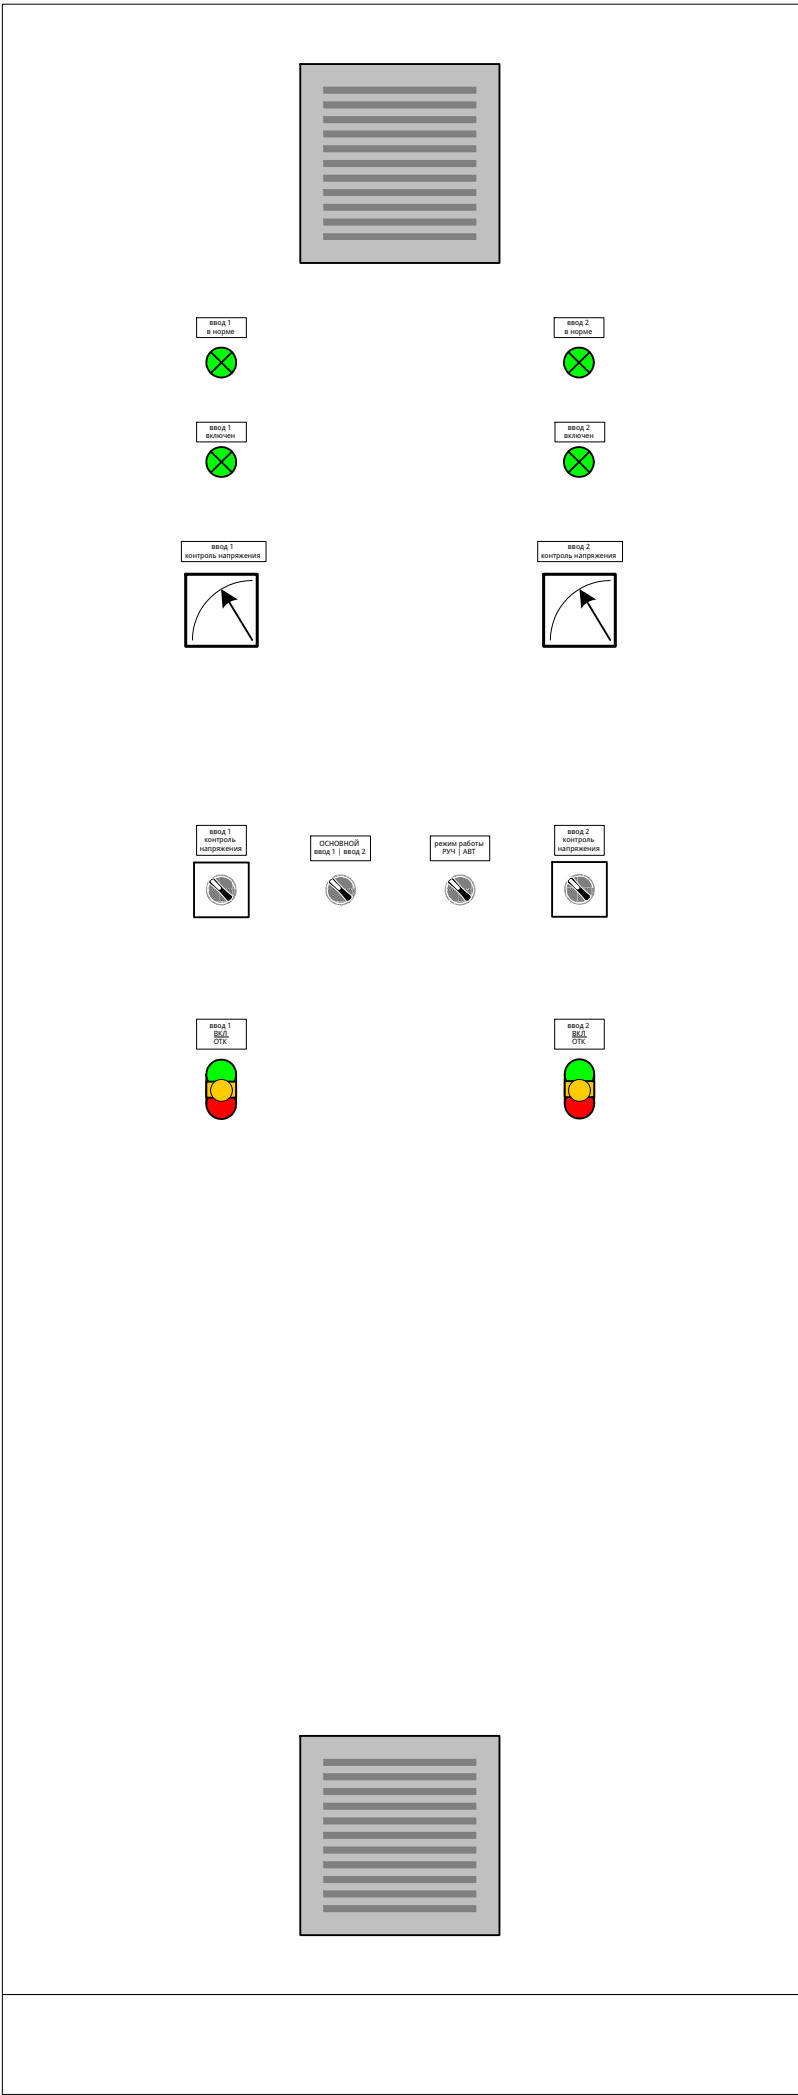 ввод 1
в норме
ввод 2
в норме
ввод 1
включен
ввод 2
включен
ввод 1
контроль напряжения
ввод 2
контроль напряжения
ввод 1
контроль
напряжения
ОСНОВНОЙ
ввод 1 | ввод 2
режим работы
РУЧ | АВТ
ввод 2
контроль
напряжения
ввод 1
ВКЛ
ОТК
ввод 2
ВКЛ
ОТК